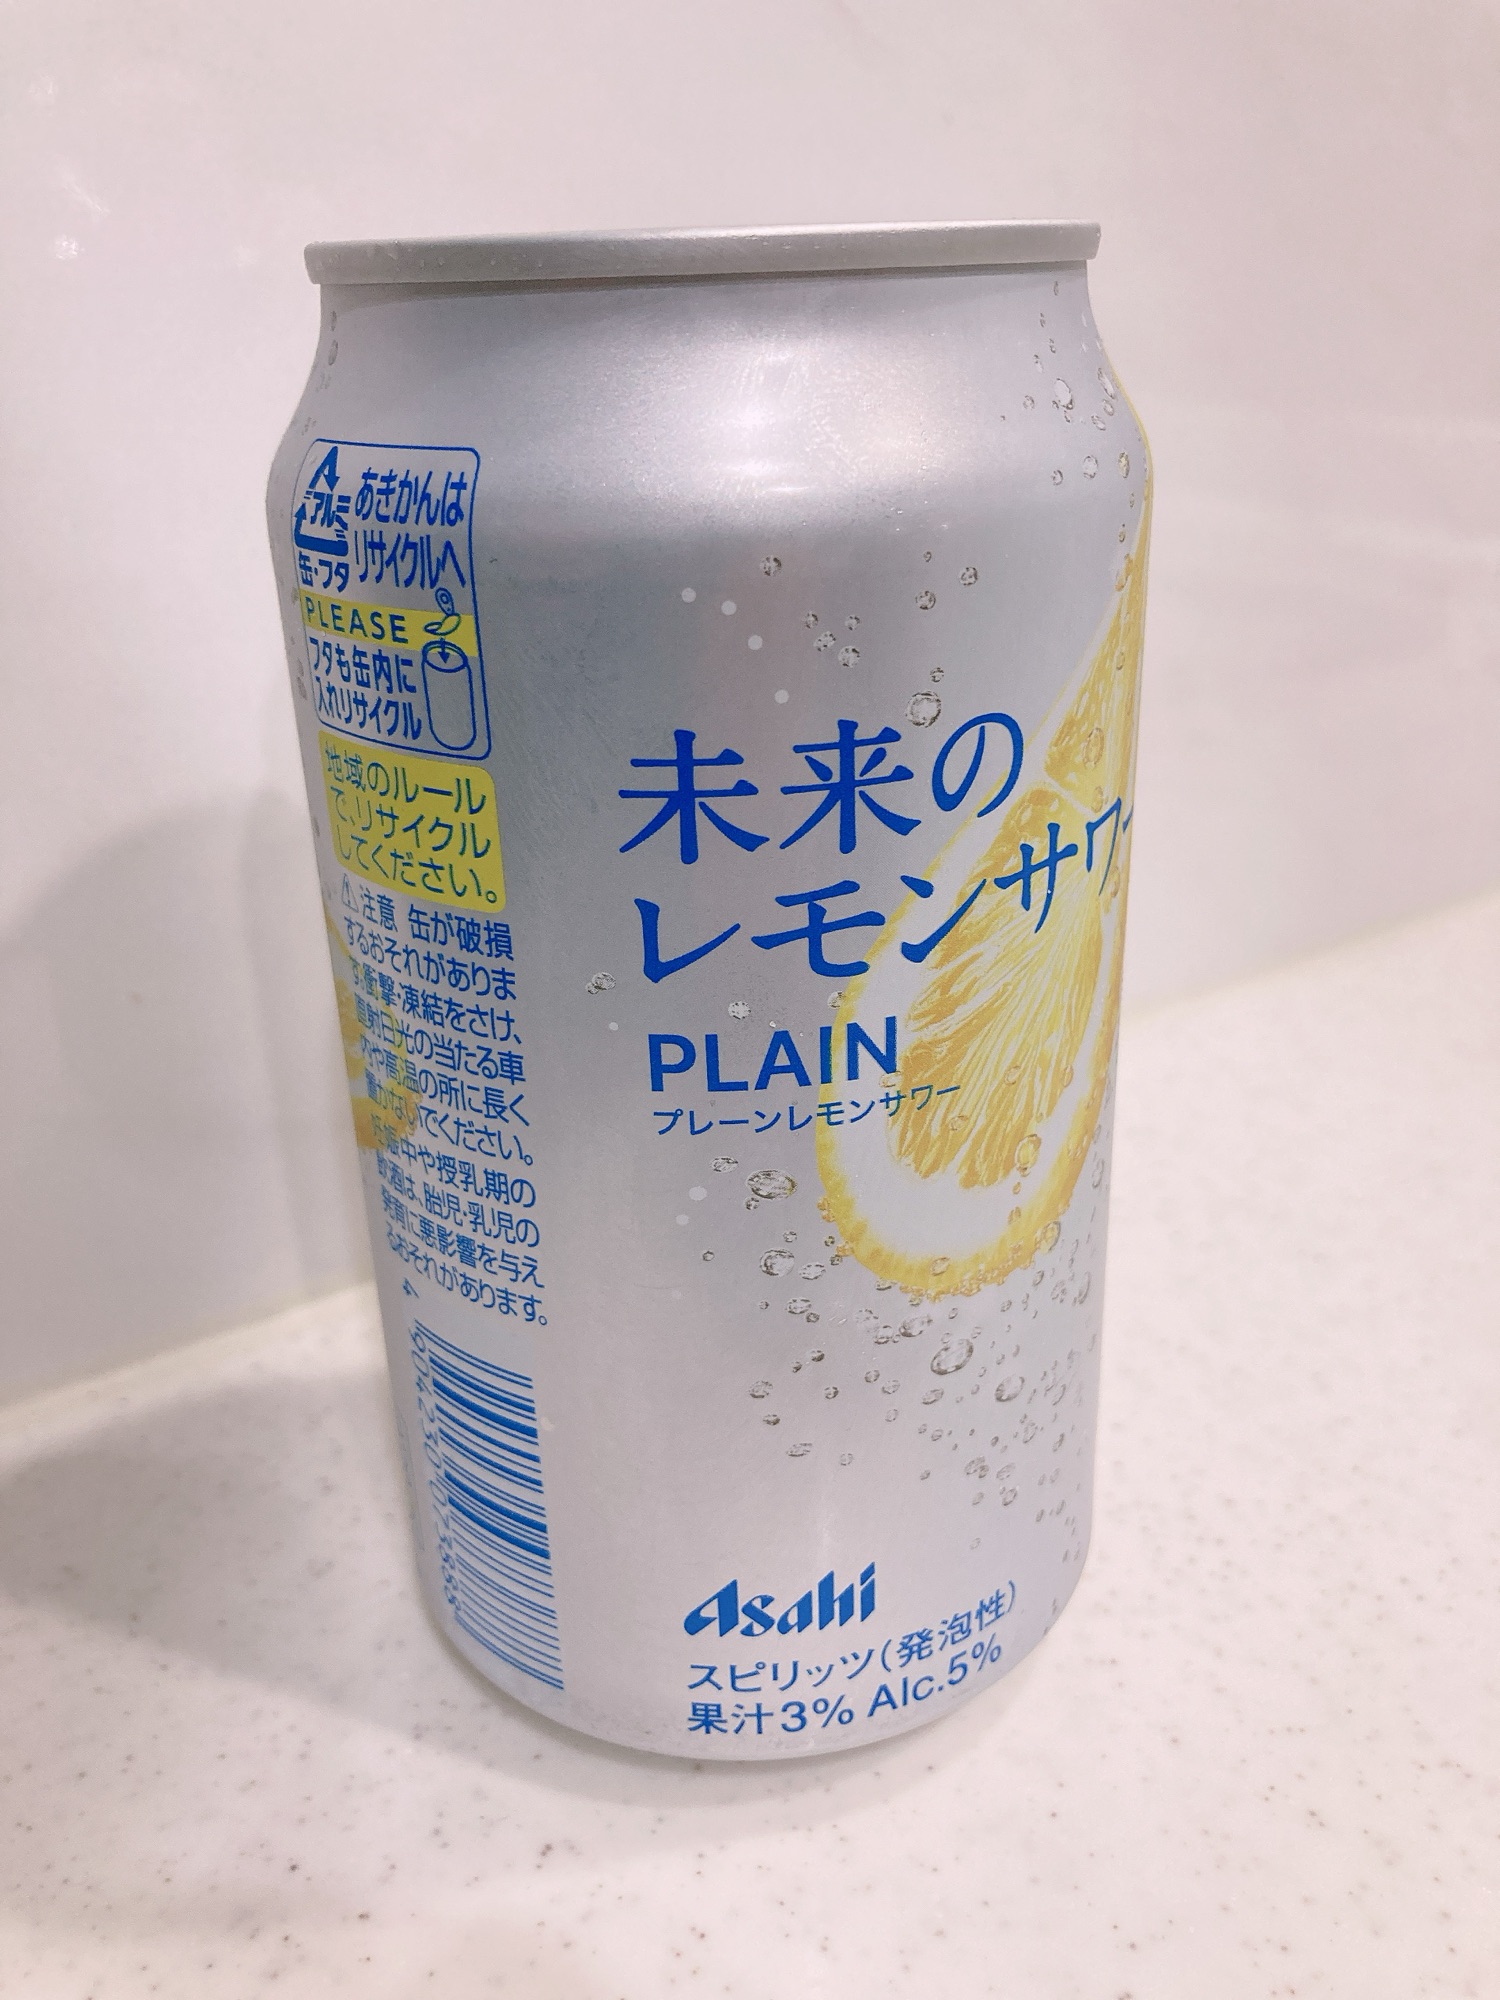 アルミ
缶・フタ
あきかんは
リサイクルへ
PLEASE
フタも缶内に
入れリサイクル
地域のルール
で、リサイクル
してください。
注意 缶が破損
するおそれがありま
す。衝撃・凍結をさけ、
直射日光の当たる車
内や高温の所に長く
置かないでください。
妊娠中や授乳期の
飲酒は、胎児・乳児の
発育に悪影響を与え
るおそれがあります。
4 904230 073888
未来の
レモンサワー
PLAIN
プレーンレモンサワー
Asahi
スピリッツ(発泡性)
果汁3% Alc.5%